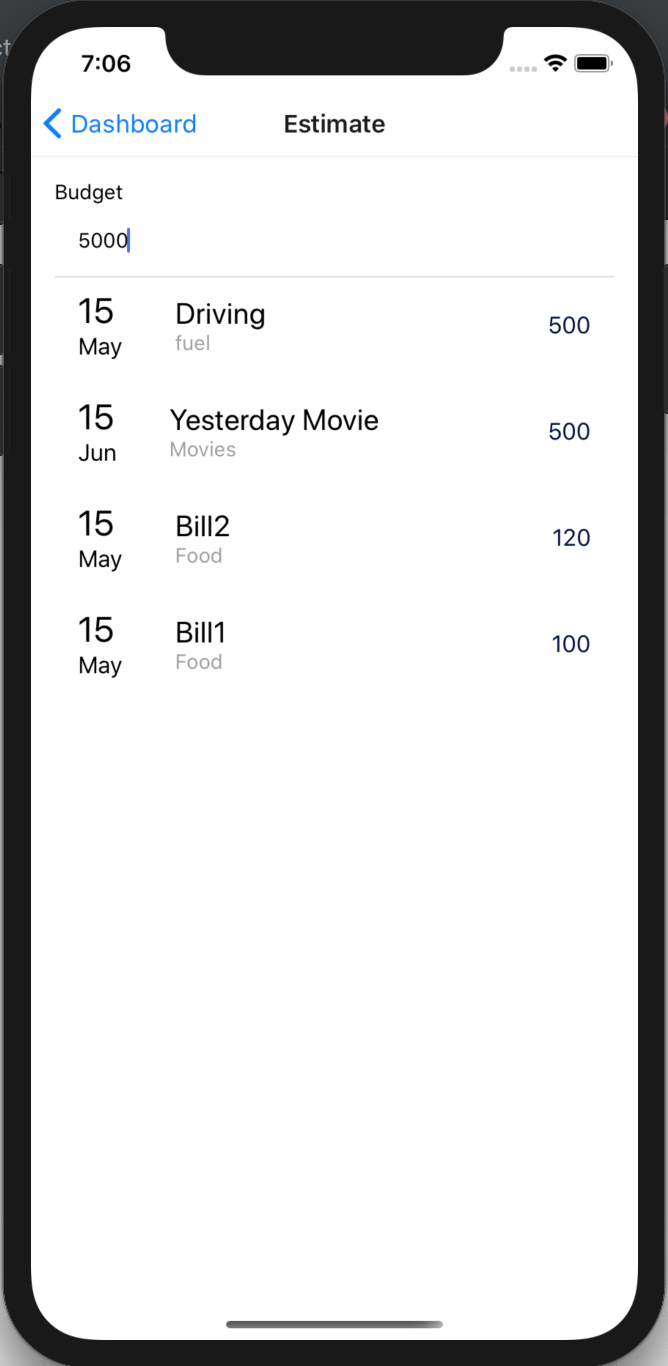 7:06
Dashboard
Estimate
Budget
5000
15
May
Driving
fuel
500
15
Jun
Yesterday Movie
Movies
500
15
May
Bill2
Food
120
15
May
Bill1
Food
100